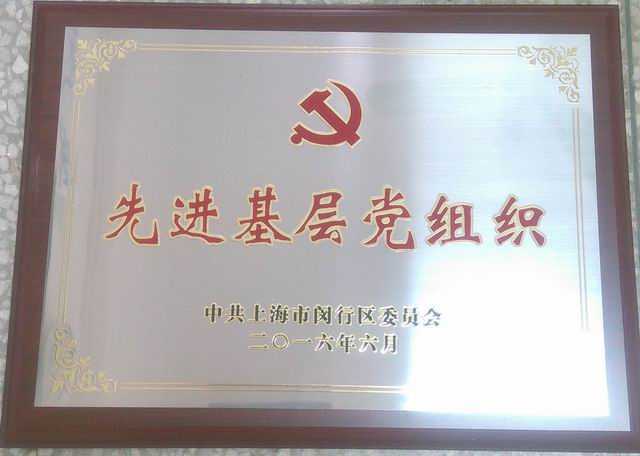 先进基层党组织
中共上海市闵行区委员会
二〇一六年六月